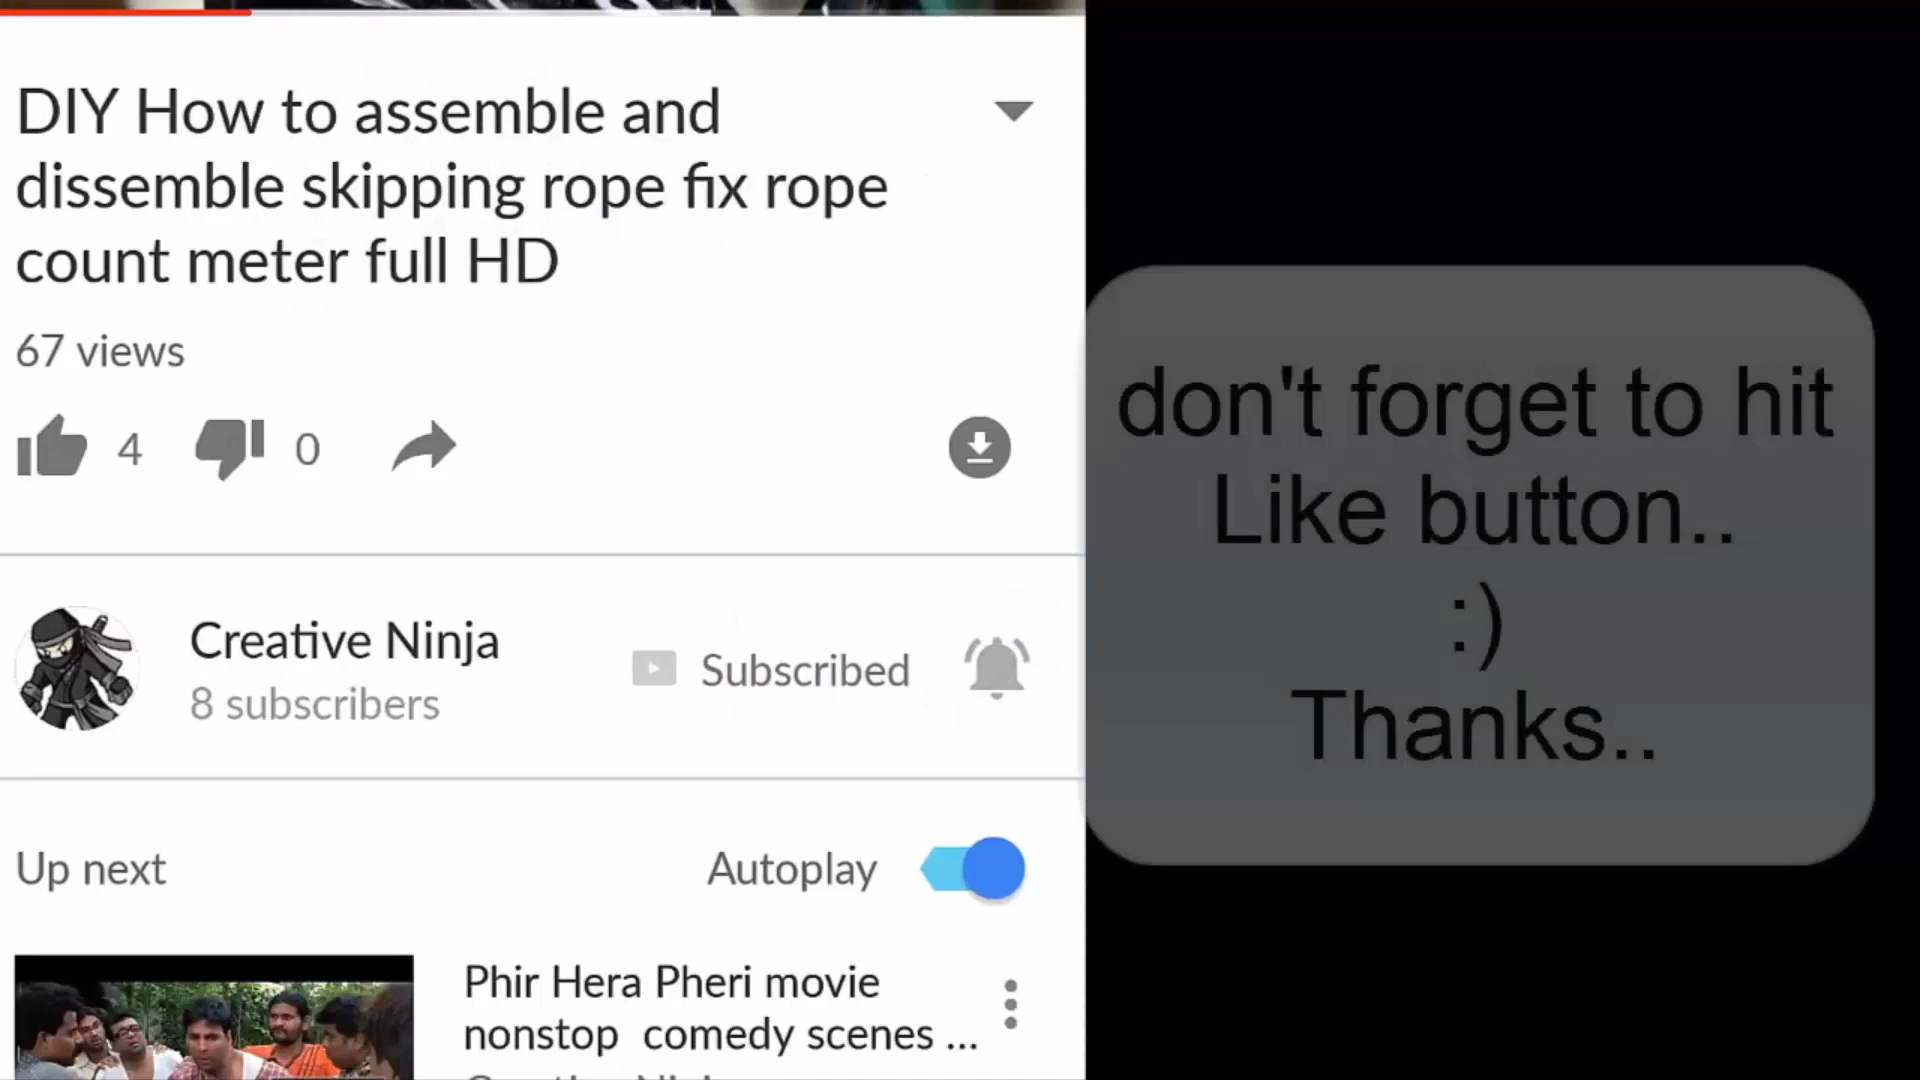 DIY How to assemble and
dissemble skipping rope fix rope
count meter full HD
67 views
4
0
Creative Ninja
8 subscribers
Subscribed
Up next
Autoplay
Phir Hera Pheri movie
nonstop comedy scenes ...
don't forget to hit
Like button..
:)
Thanks..